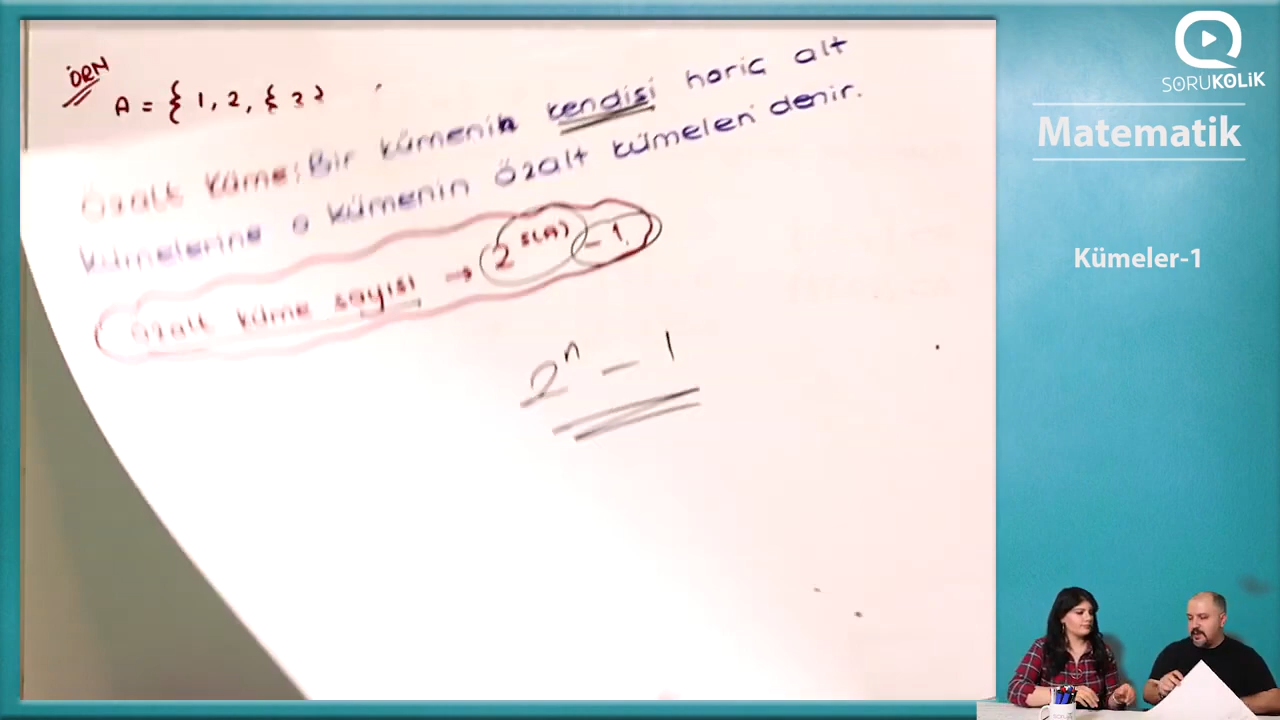 ÖRN
A = { 1, 2, { 3 }
Özalt Küme: Bir kümenin kendisi hariç alt
kümelerine o kümenin özalt kümeleri denir.
özalt küme sayısı → 2^s(A) - 1
2^n - 1
SORUKOLİK
Matematik
Kümeler-1